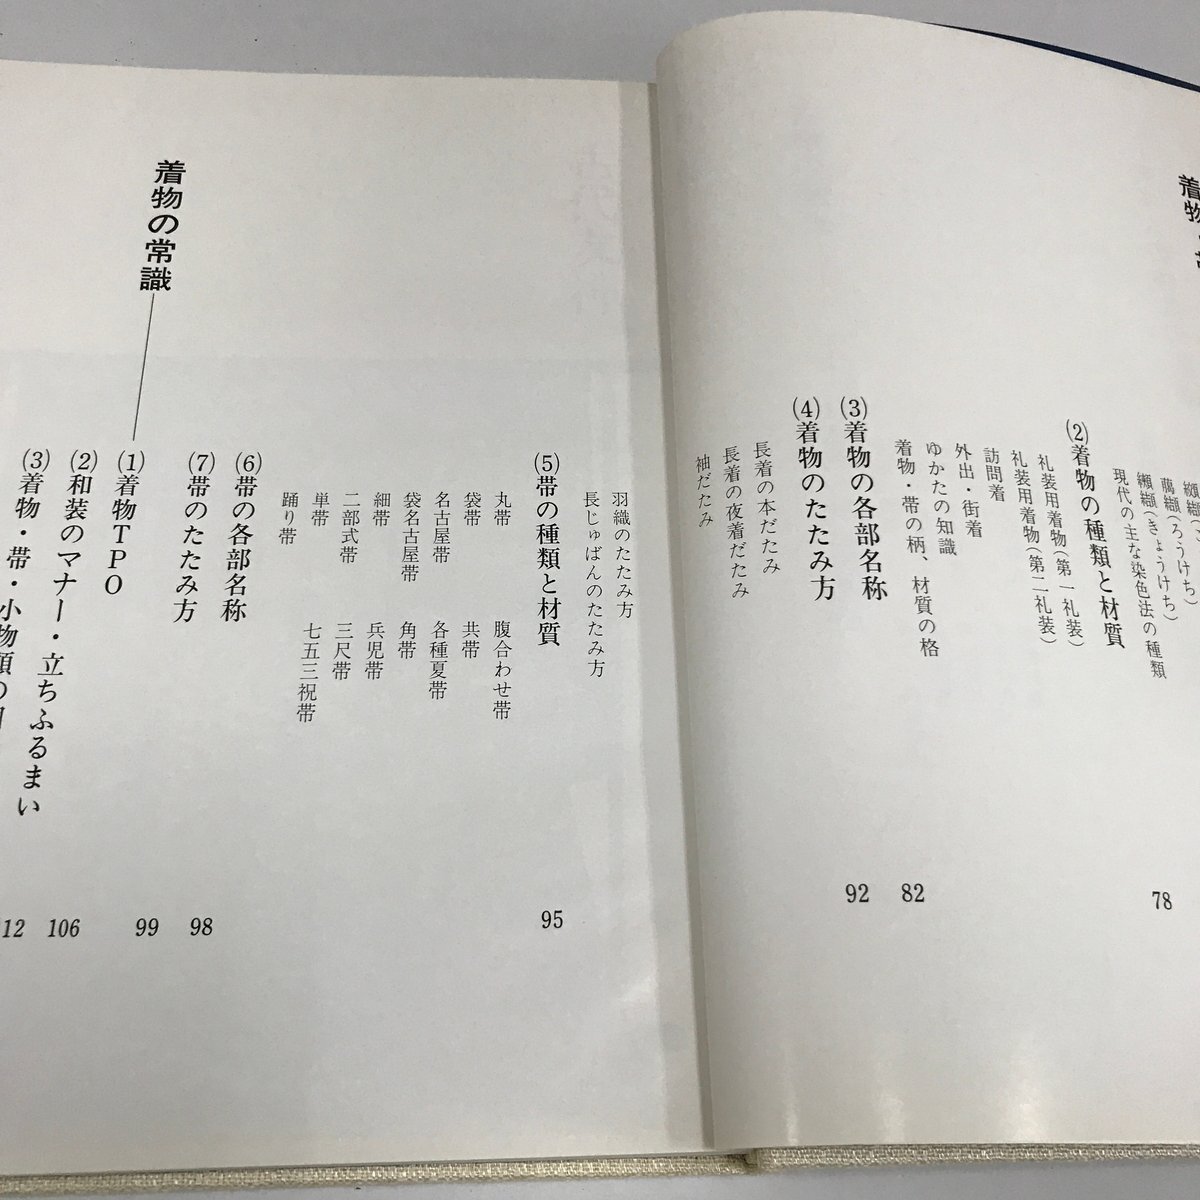 着物
(ろうけち)
(きょうけち)
現代の主な染色法の種類
78
(2)着物の種類と材質
礼装用着物(第一礼装)
礼装用着物(第二礼装)
訪問着
外出・街着
ゆかたの知識
着物・帯の柄、材質の格
82
(3)着物の各部名称
92
(4)着物のたたみ方
長着の本だたみ
長着の夜着だたみ
袖だたみ
羽織のたたみ方
長じゅばんのたたみ方
(5)帯の種類と材質
95
丸帯 腹合わせ帯
袋帯 共帯
名古屋帯 各種夏帯
袋名古屋帯 角帯
細帯 兵児帯
二部式帯 三尺帯
単帯 七五三祝帯
踊り帯
(6)帯の各部名称
(7)帯のたたみ方
98
着物の常識
(1)着物TPO
99
(2)和装のマナー・立ちふるまい
106
(3)着物・帯・小物類の
12